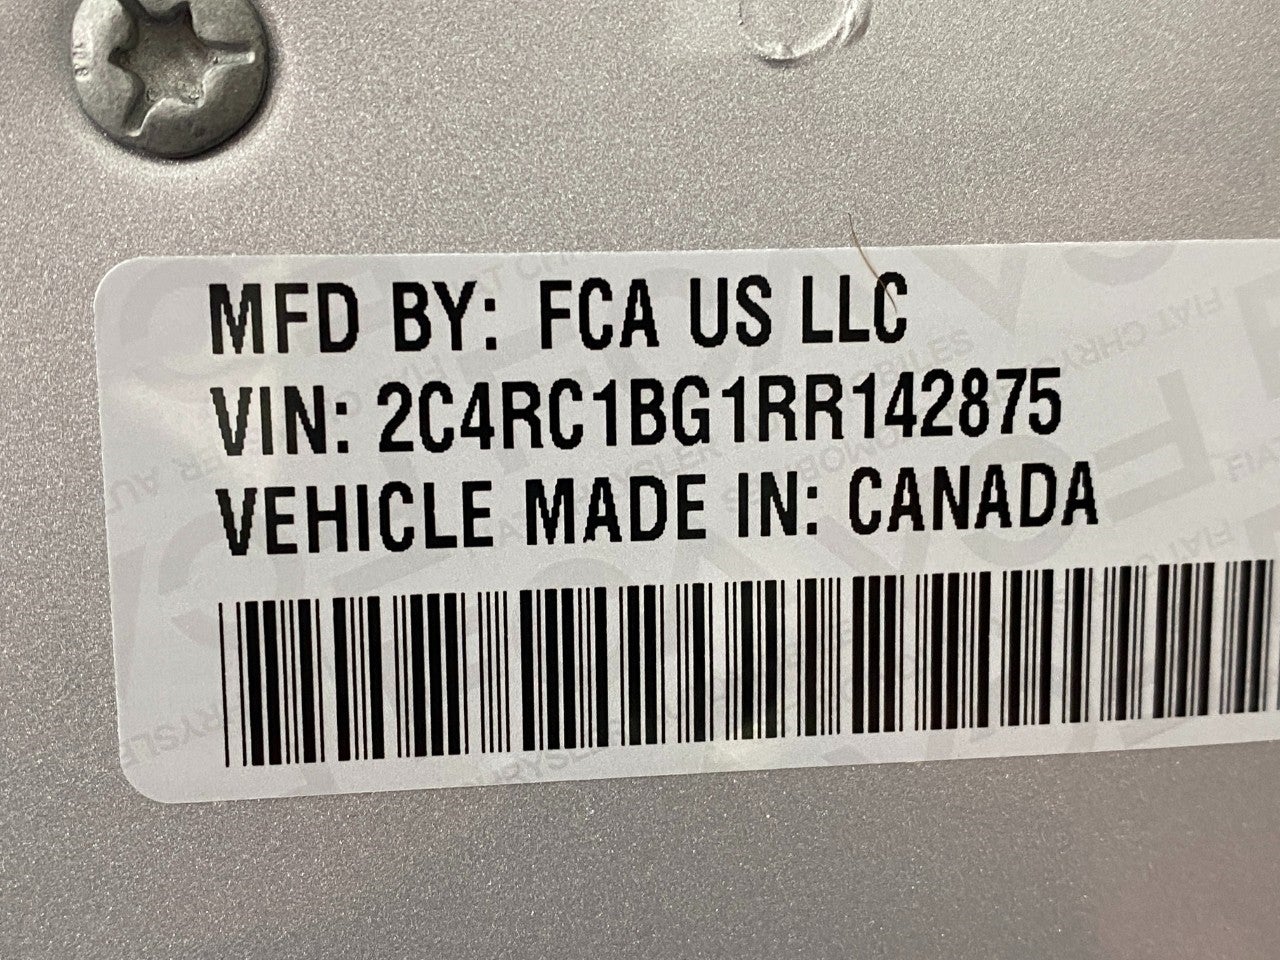 MFD BY: FCA US LLC
VIN: 2C4RC1BG1RR142875
VEHICLE MADE IN: CANADA